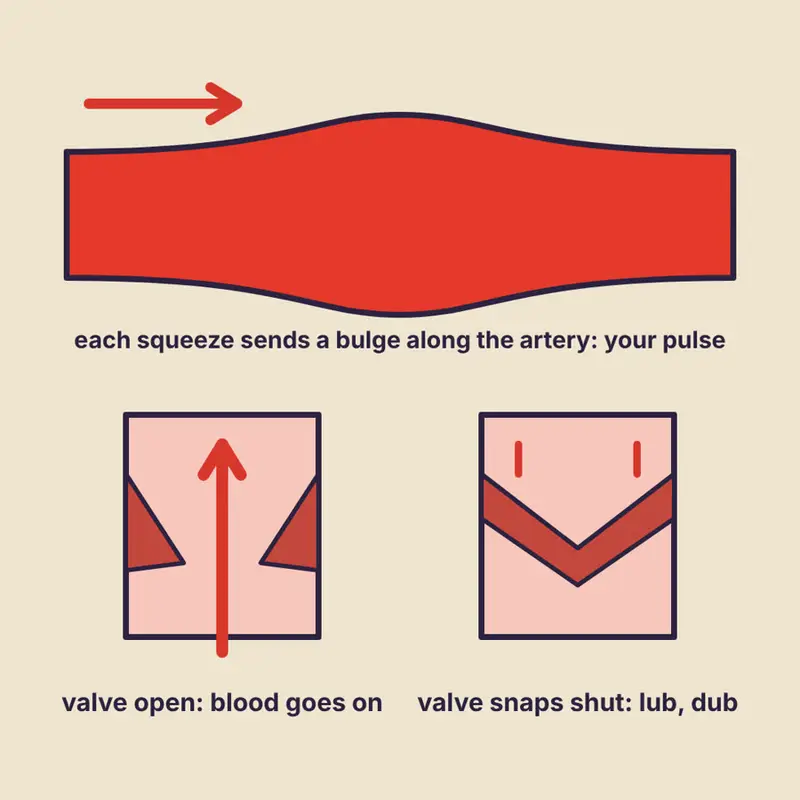 each squeeze sends a bulge along the artery: your pulse
valve open: blood goes on
valve snaps shut: lub, dub